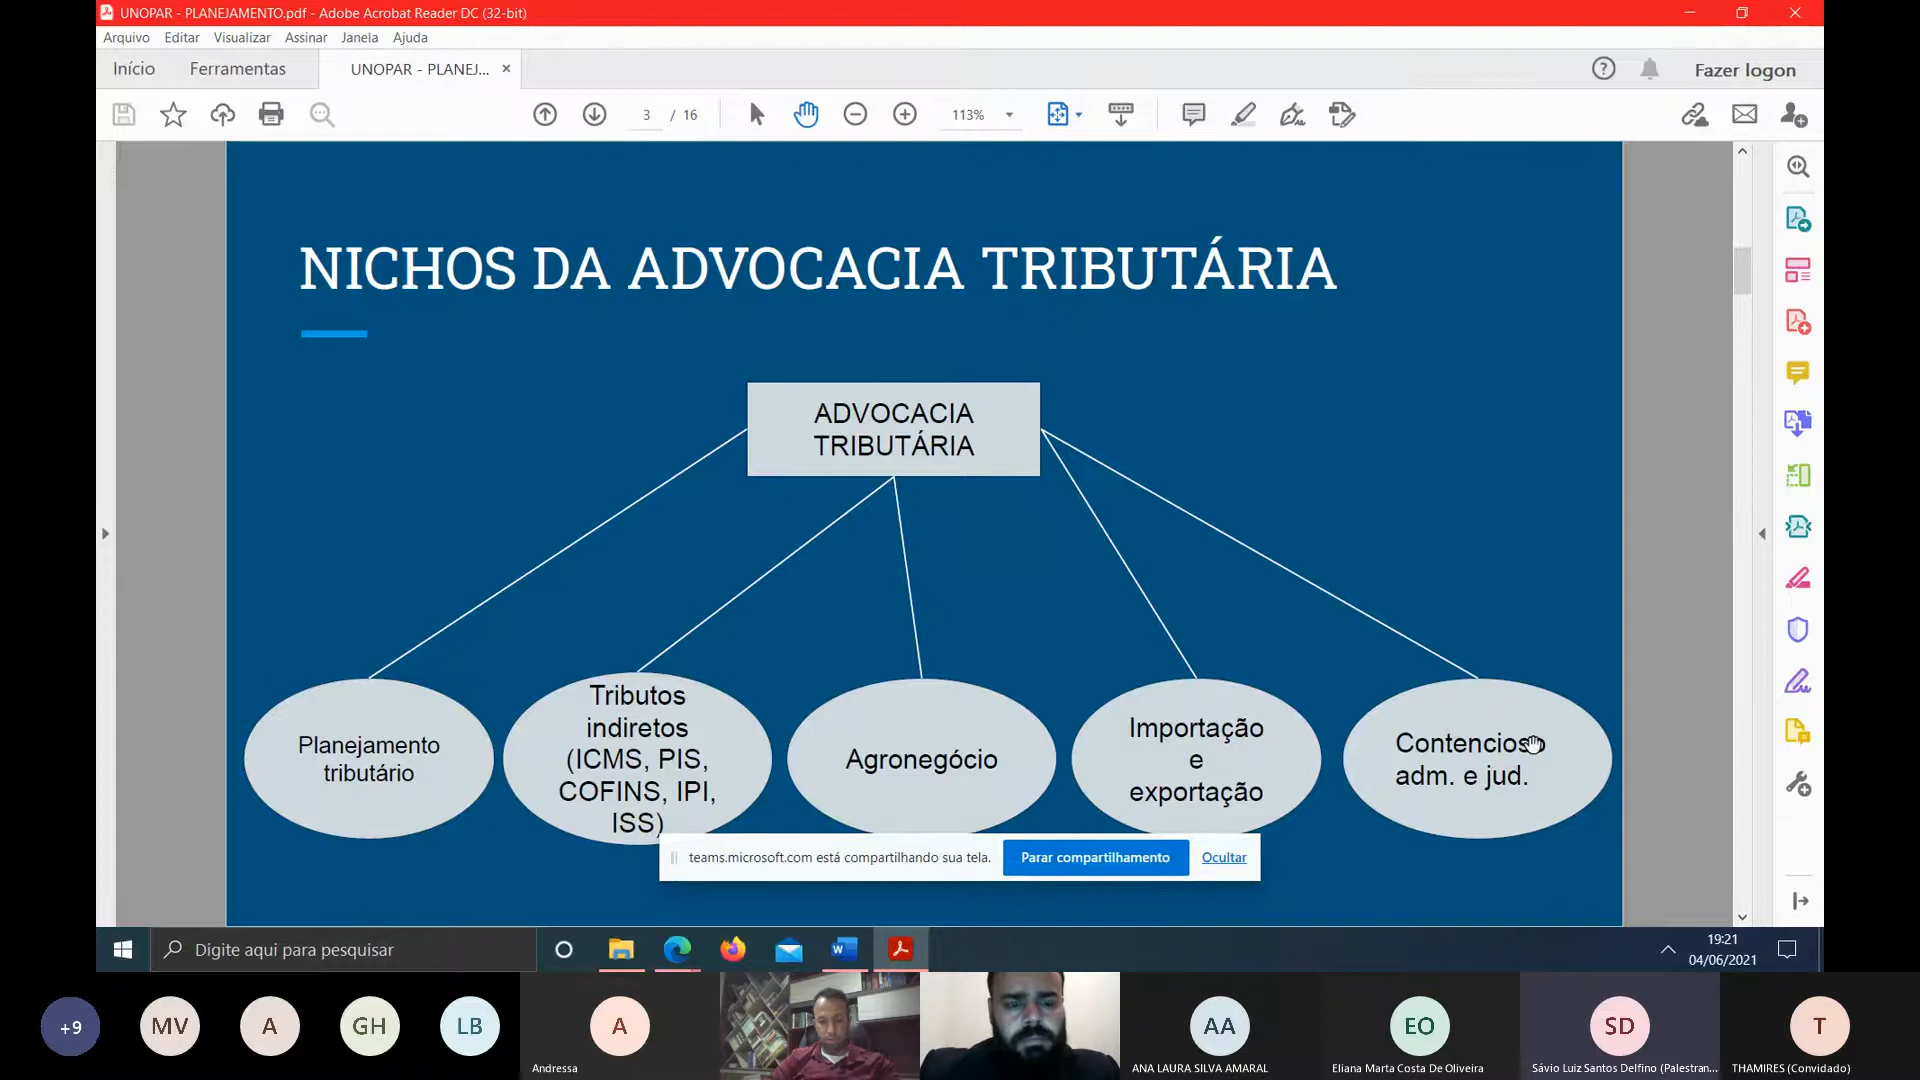 UNOPAR - PLANEJAMENTO.pdf - Adobe Acrobat Reader DC (32-bit)
Arquivo Editar Visualizar Assinar Janela Ajuda
Início Ferramentas UNOPAR - PLANEJ... × Fazer logon
3 / 16 113%
NICHOS DA ADVOCACIA TRIBUTÁRIA
ADVOCACIA
TRIBUTÁRIA
Planejamento
tributário
Tributos
indiretos
(ICMS, PIS,
COFINS, IPI,
ISS)
Agronegócio
Importação
e
exportação
Contencioso
adm. e jud.
teams.microsoft.com está compartilhando sua tela. Parar compartilhamento Ocultar
Digite aqui para pesquisar
19:21
04/06/2021
+9 MV A GH LB A AA EO SD T
Andressa ANA LAURA SILVA AMARAL Eliana Marta Costa De Oliveira Sávio Luiz Santos Delfino (Palestran... THAMIRES (Convidado)